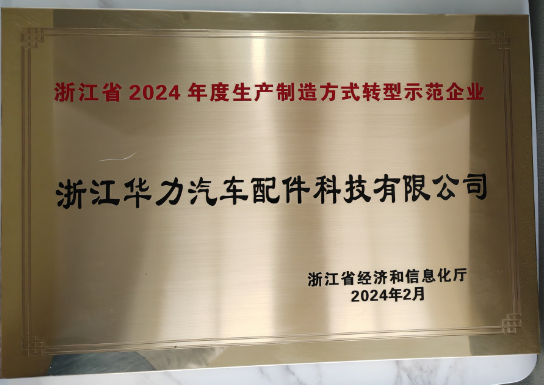 浙江省2024年度生产制造方式转型示范企业
浙江华力汽车配件科技有限公司
浙江省经济和信息化厅
2024年2月